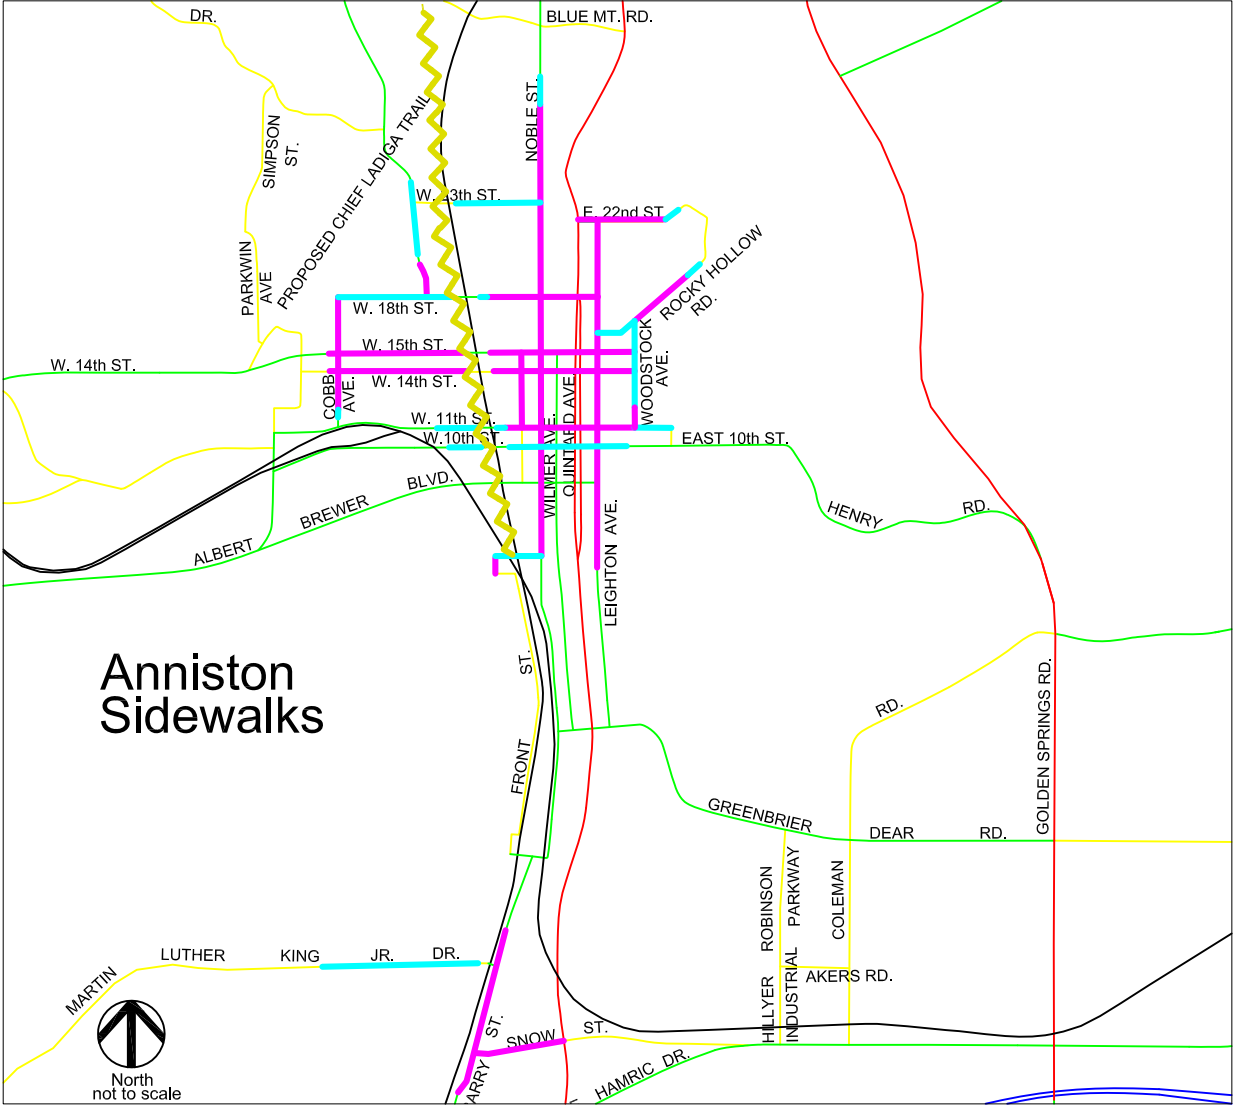 DR.
BLUE MT. RD.
NOBLE ST.
SIMPSON
ST.
PROPOSED CHIEF LADIGA TRAIL
W. 23th ST.
E. 22nd ST
PARKWIN
AVE
ROCKY HOLLOW
RD.
W. 18th ST.
W. 15th ST.
W. 14th ST.
W. 14th ST.
COBB
AVE.
WOODSTOCK
AVE.
W. 11th St.
W.10th ST.
EAST 10th ST.
WILMER AVE.
QUINTARD AVE.
LEIGHTON AVE.
ALBERT BREWER BLVD.
HENRY RD.
Anniston
Sidewalks
FRONT ST.
RD.
GOLDEN SPRINGS RD.
GREENBRIER DEAR RD.
HILLYER ROBINSON
INDUSTRIAL PARKWAY
COLEMAN
AKERS RD.
MARTIN LUTHER KING JR. DR.
ST.
SNOW ST.
HAMRIC DR.
North
not to scale